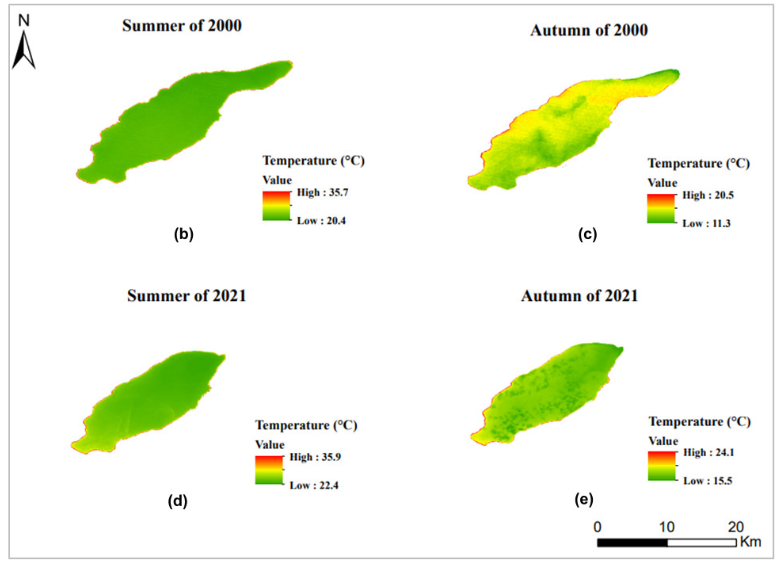 N
Summer of 2000
Temperature (°C)
Value
High : 35.7
Low : 20.4
(b)
Autumn of 2000
Temperature (°C)
Value
High : 20.5
Low : 11.3
(c)
Summer of 2021
Temperature (°C)
Value
High : 35.9
Low : 22.4
(d)
Autumn of 2021
Temperature (°C)
Value
High : 24.1
Low : 15.5
(e)
0 10 20
Km